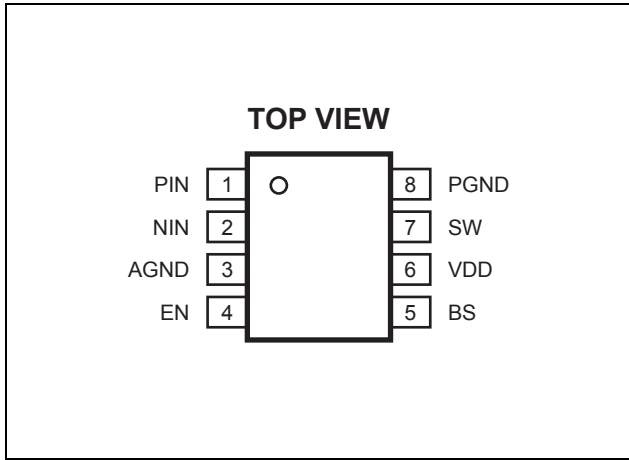 TOP VIEW
PIN 1 8 PGND
NIN 2 7 SW
AGND 3 6 VDD
EN 4 5 BS